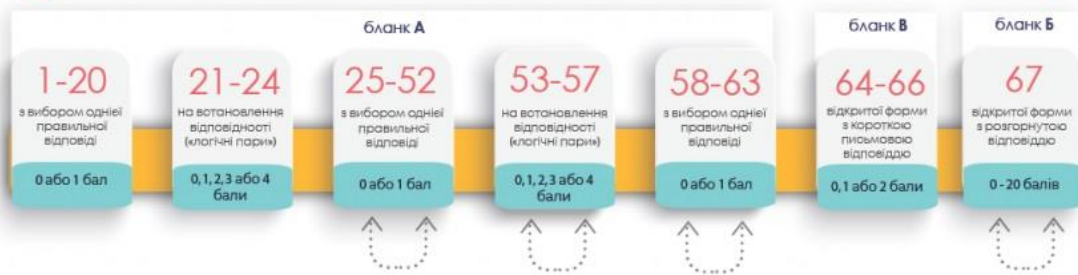 бланк А
бланк В
бланк Б
1-20
з вибором однієї
правильної
відповіді
0 або 1 бал
21-24
на встановлення
відповідності
(«логічні пари»)
0, 1, 2, 3 або 4
бали
25-52
з вибором однієї
правильної
відповіді
0 або 1 бал
53-57
на встановлення
відповідності
(«логічні пари»)
0, 1, 2, 3 або 4
бали
58-63
з вибором однієї
правильної
відповіді
0 або 1 бал
64-66
відкритої форми
з короткою
письмовою
відповіддю
0, 1 або 2 бали
67
відкритої форми
з розгорнутою
відповіддю
0 - 20 балів